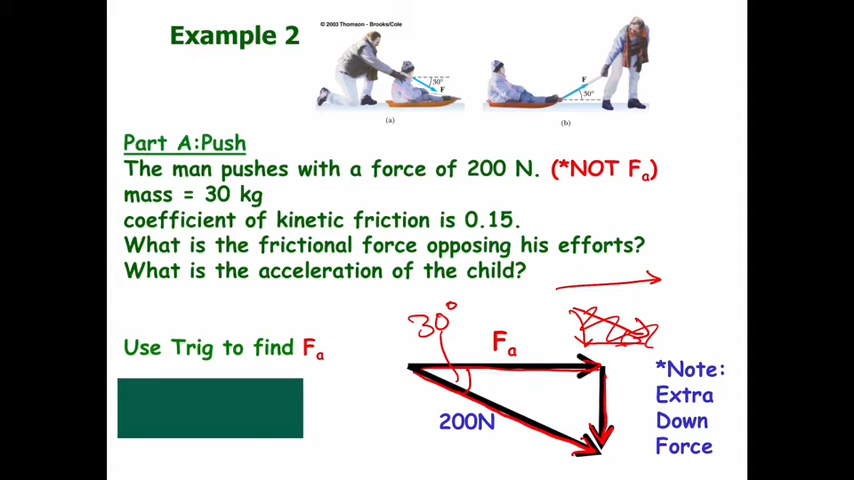 © 2003 Thomson - Brooks/Cole
Example 2
30°
F
F
30°
(a)
(b)
Part A:Push
The man pushes with a force of 200 N. (*NOT Fa)
mass = 30 kg
coefficient of kinetic friction is 0.15.
What is the frictional force opposing his efforts?
What is the acceleration of the child?
30°
Fa
Use Trig to find Fa
200N
*Note:
Extra
Down
Force